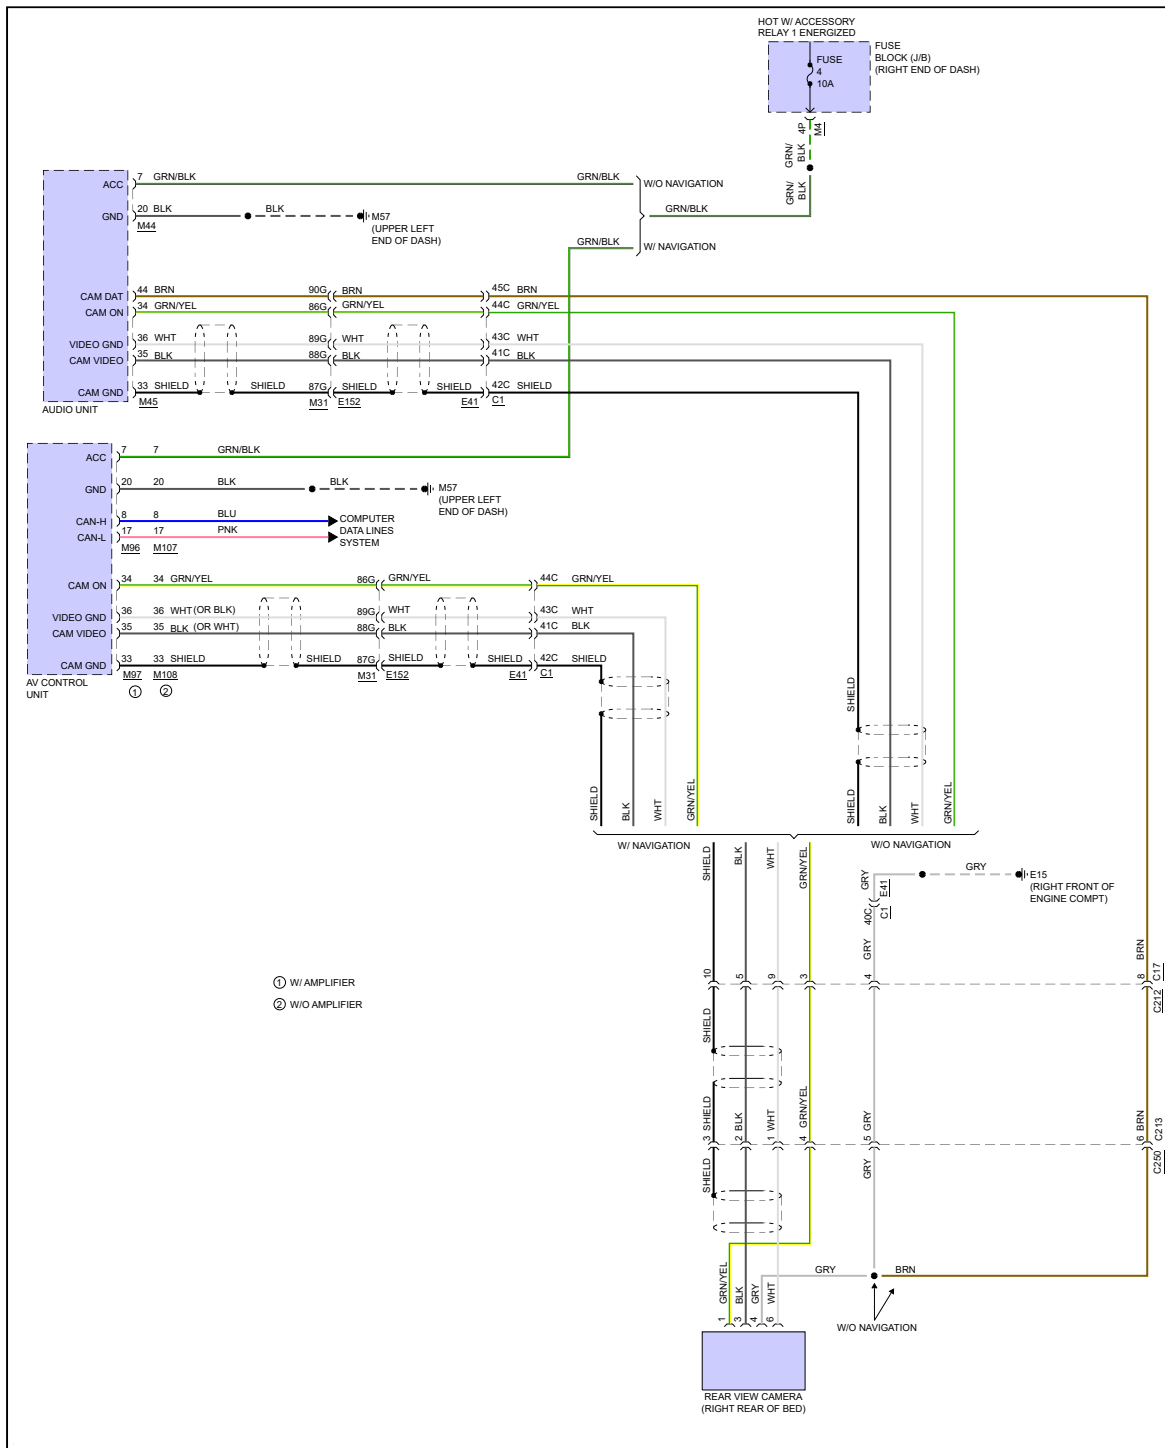 HOT W/ ACCESSORY
RELAY 1 ENERGIZED
FUSE
4
10A
FUSE
BLOCK (J/B)
(RIGHT END OF DASH)
4P
M4
GRN/
BLK
GRN/
BLK
ACC
7 GRN/BLK
GRN/BLK
W/O NAVIGATION
GND
20 BLK
BLK
M57
(UPPER LEFT
END OF DASH)
M44
GRN/BLK
GRN/BLK
W/ NAVIGATION
CAM DAT
44 BRN
90G
BRN
45C
BRN
CAM ON
34 GRN/YEL
86G
GRN/YEL
44C
GRN/YEL
VIDEO GND
36 WHT
89G
WHT
43C
WHT
CAM VIDEO
35 BLK
88G
BLK
41C
BLK
CAM GND
33 SHIELD
SHIELD
87G
SHIELD
SHIELD
42C
SHIELD
M45
M31
E152
E41
C1
AUDIO UNIT
ACC
7
7
GRN/BLK
GND
20
20
BLK
BLK
M57
(UPPER LEFT
END OF DASH)
CAN-H
8
8
BLU
CAN-L
17
17
PNK
COMPUTER
DATA LINES
SYSTEM
M96
M107
CAM ON
34
34 GRN/YEL
86G
GRN/YEL
44C
GRN/YEL
VIDEO GND
36
36 WHT (OR BLK)
89G
WHT
43C
WHT
CAM VIDEO
35
35 BLK (OR WHT)
88G
BLK
41C
BLK
CAM GND
33
33 SHIELD
SHIELD
87G
SHIELD
SHIELD
42C
SHIELD
M97
M108
M31
E152
E41
C1
1
2
AV CONTROL
UNIT
SHIELD
SHIELD
BLK
WHT
GRN/YEL
SHIELD
BLK
WHT
GRN/YEL
W/ NAVIGATION
W/O NAVIGATION
SHIELD
BLK
WHT
GRN/YEL
GRY
E41
GRY
E15
(RIGHT FRONT OF
ENGINE COMPT)
40C
C1
GRY
BRN
10
5
9
3
4
8
C17
C212
1 W/ AMPLIFIER
2 W/O AMPLIFIER
SHIELD
3 SHIELD
2 BLK
1 WHT
4 GRN/YEL
5 GRY
6 BRN
C213
C250
SHIELD
GRY
GRY
BRN
GRN/YEL
BLK
GRY
WHT
1
3
4
6
W/O NAVIGATION
REAR VIEW CAMERA
(RIGHT REAR OF BED)